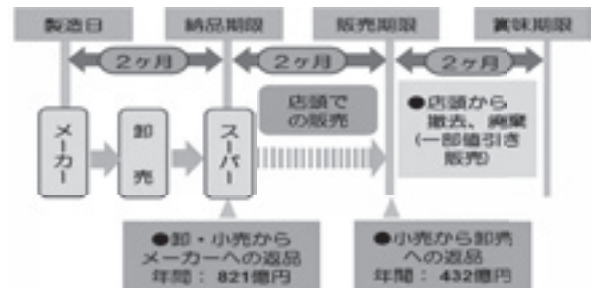 製造日
納品期限
販売期限
賞味期限
2ヶ月
2ヶ月
2ヶ月
メーカー
卸売
スーパー
店頭で
の販売
●店頭から
撤去、廃棄
(一部値引き
販売)
●卸・小売から
メーカーへの返品
年間: 821億円
●小売から卸売
への返品
年間: 432億円